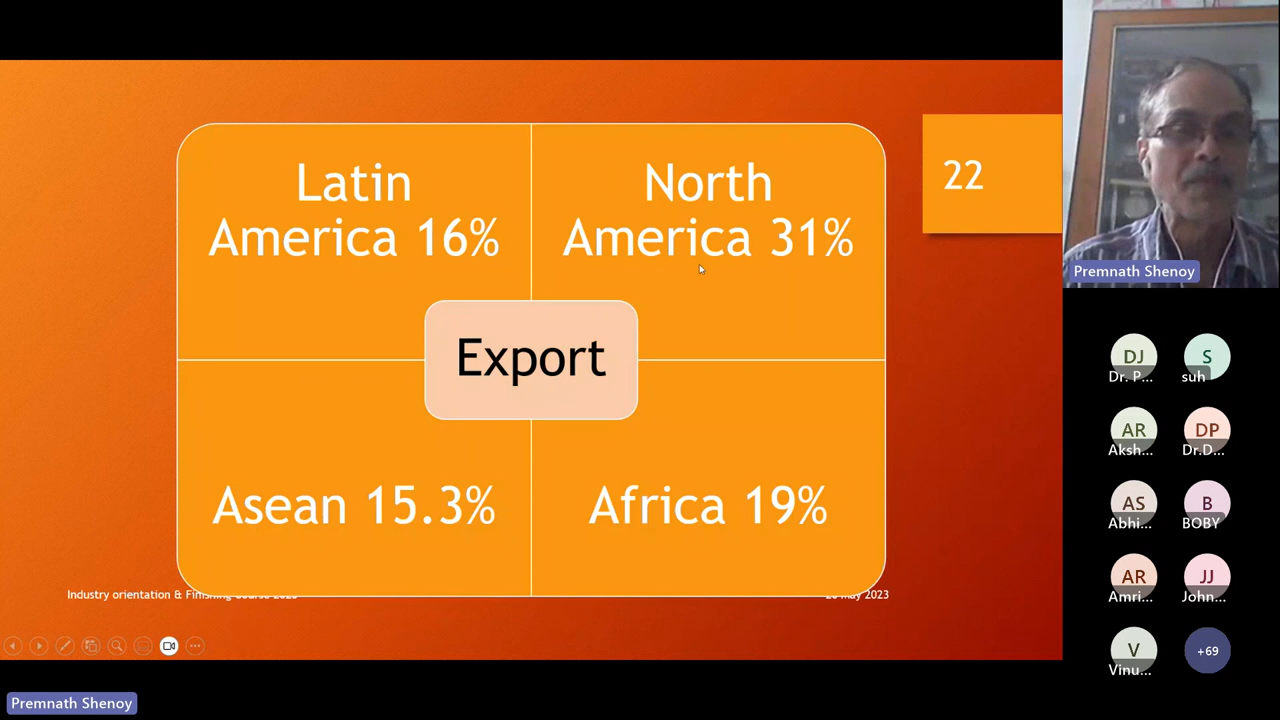 Latin
America 16%
North
America 31%
22
Export
Asean 15.3%
Africa 19%
Industry orientation & Finishing Course 2023
May 2023
Premnath Shenoy
DJ
Dr. P...
S
suh
AR
Aksh...
DP
Dr.D...
AS
Abhi...
B
BOBY
AR
Amri...
JJ
John...
V
Vinu...
+69
Premnath Shenoy